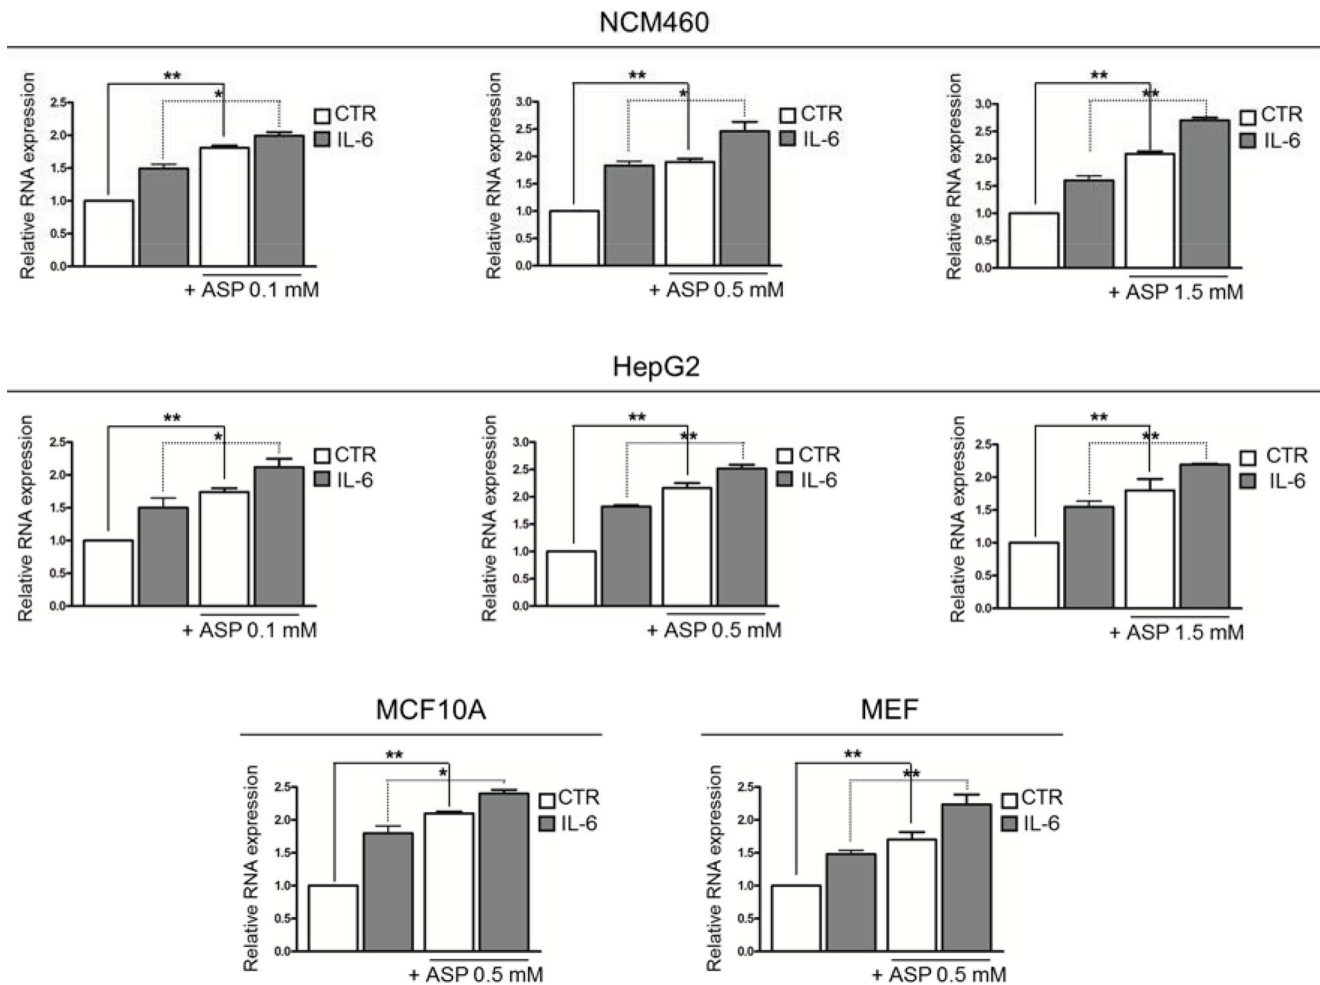 NCM460
Relative RNA expression
2.5
2.0
1.5
1.0
0.5
0.0
**
*
CTR
IL-6
+ ASP 0.1 mM
Relative RNA expression
3.0
2.5
2.0
1.5
1.0
0.5
0.0
**
*
CTR
IL-6
+ ASP 0.5 mM
Relative RNA expression
3.0
2.5
2.0
1.5
1.0
0.5
0.0
**
**
CTR
IL-6
+ ASP 1.5 mM
HepG2
Relative RNA expression
2.5
2.0
1.5
1.0
0.5
0.0
**
*
CTR
IL-6
+ ASP 0.1 mM
Relative RNA expression
3.0
2.5
2.0
1.5
1.0
0.5
0.0
**
**
CTR
IL-6
+ ASP 0.5 mM
Relative RNA expression
2.5
2.0
1.5
1.0
0.5
0.0
**
**
CTR
IL-6
+ ASP 1.5 mM
MCF10A
Relative RNA expression
2.5
2.0
1.5
1.0
0.5
0.0
**
*
CTR
IL-6
+ ASP 0.5 mM
MEF
Relative RNA expression
2.5
2.0
1.5
1.0
0.5
0.0
**
**
CTR
IL-6
+ ASP 0.5 mM